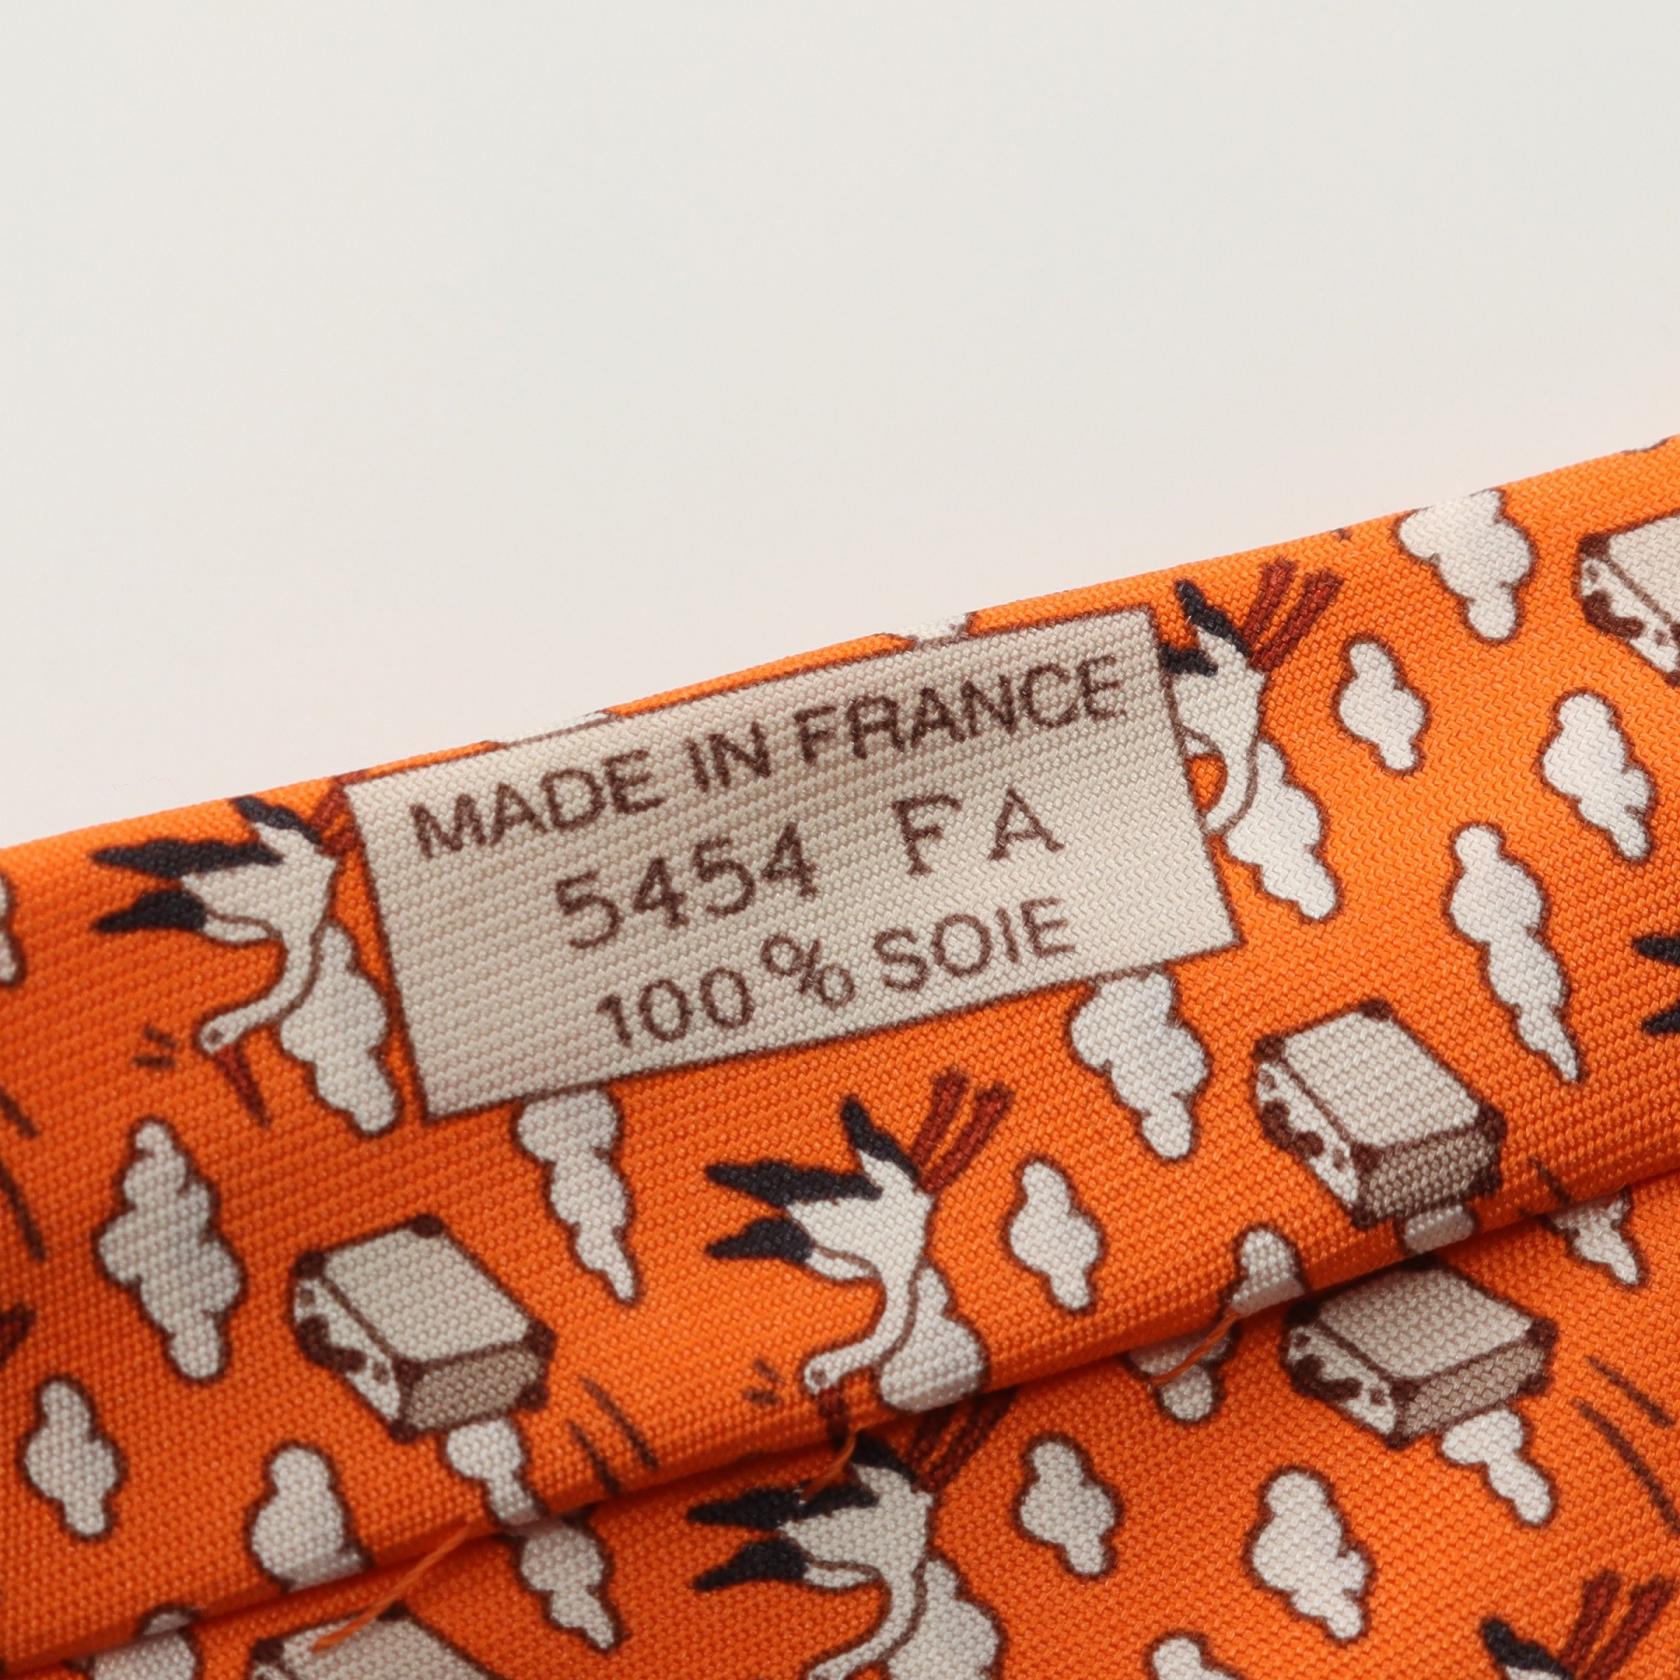 MADE IN FRANCE
5454 FA
100% SOIE